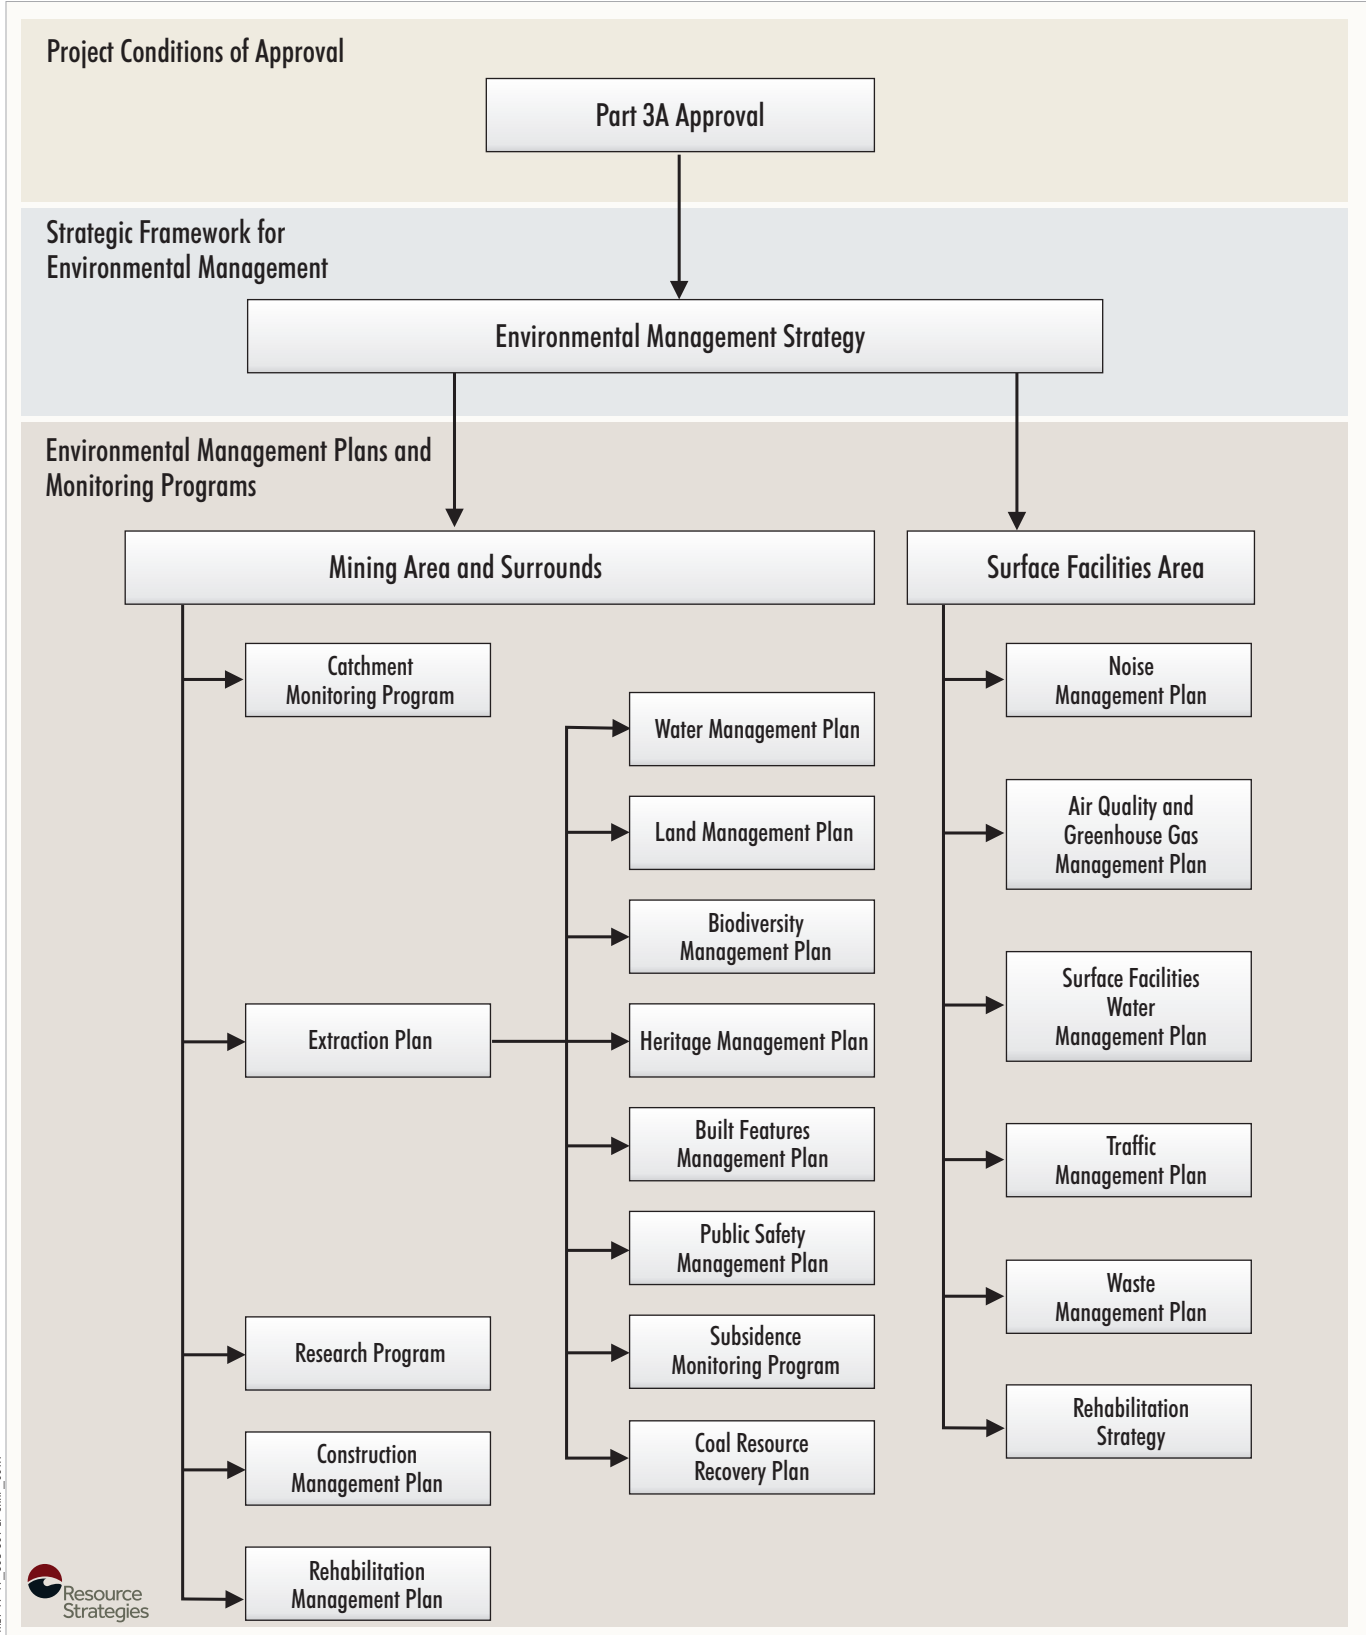 Project Conditions of Approval
Part 3A Approval
Strategic Framework for
Environmental Management
Environmental Management Strategy
Environmental Management Plans and
Monitoring Programs
Mining Area and Surrounds
Catchment
Monitoring Program
Extraction Plan
Research Program
Construction
Management Plan
Rehabilitation
Management Plan
Water Management Plan
Land Management Plan
Biodiversity
Management Plan
Heritage Management Plan
Built Features
Management Plan
Public Safety
Management Plan
Subsidence
Monitoring Program
Coal Resource
Recovery Plan
Surface Facilities Area
Noise
Management Plan
Air Quality and
Greenhouse Gas
Management Plan
Surface Facilities
Water
Management Plan
Traffic
Management Plan
Waste
Management Plan
Rehabilitation
Strategy
Resource
Strategies